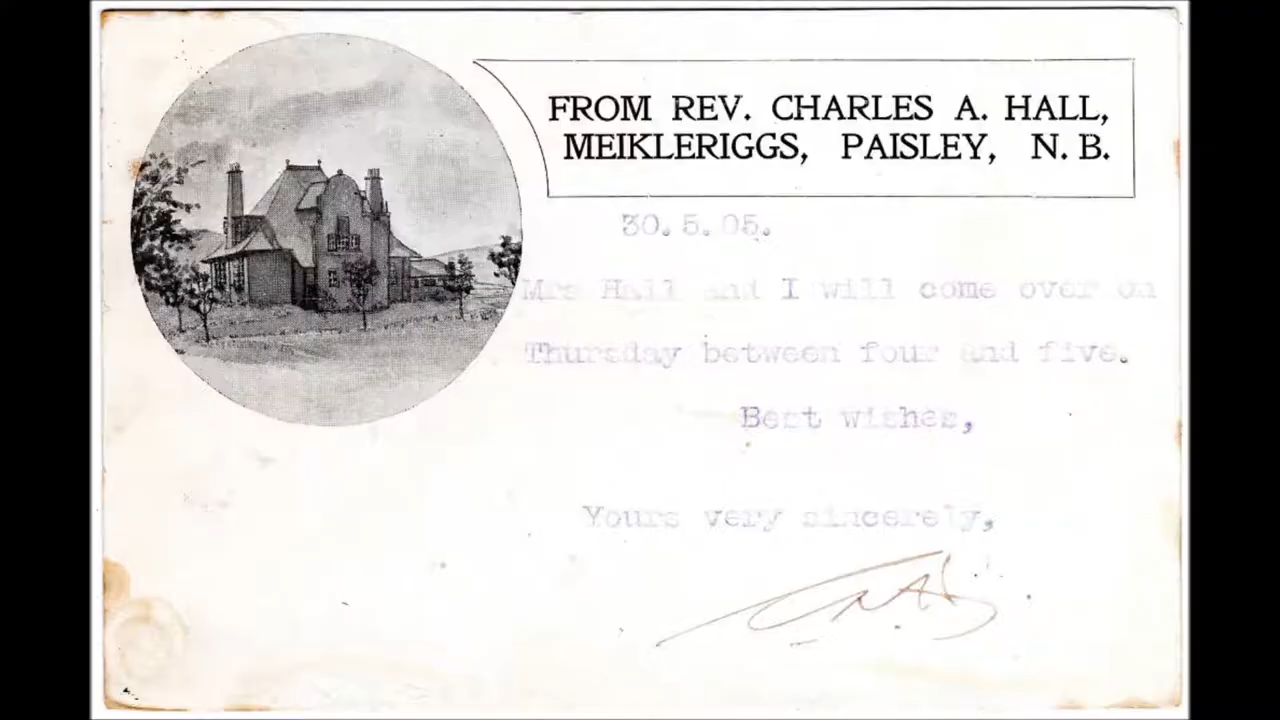 FROM REV. CHARLES A. HALL,
MEIKLERIGGS, PAISLEY, N. B.
30.5.05.
Mrs Hall and I will come over on
Thursday between four and five.
Best wishes,
Yours very sincerely,